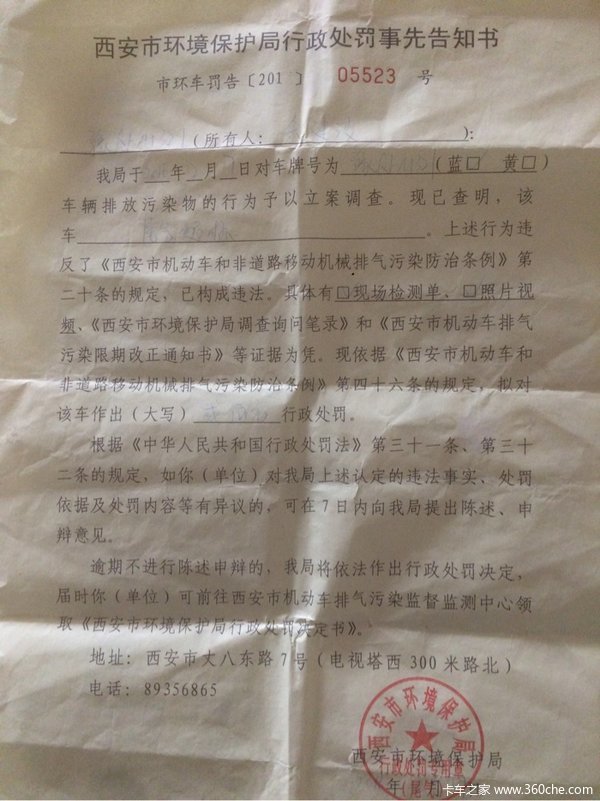 西安市环境保护局行政处罚事先告知书
市环车罚告〔201 〕 05523 号
(所有人: ):
我局于 年 月 日对车牌号为 (蓝□ 黄□)
车辆排放污染物的行为予以立案调查。现已查明，该
车 。上述行为违
反了《西安市机动车和非道路移动机械排气污染防治条例》第
二十条的规定，已构成违法。具体有□现场检测单、□照片视
频、《西安市环境保护局调查询问笔录》和《西安市机动车排气
污染限期改正通知书》等证据为凭。现依据《西安市机动车和
非道路移动机械排气污染防治条例》第四十六条的规定，拟对
该车作出（大写） 行政处罚。
根据《中华人民共和国行政处罚法》第三十一条、第三十
二条的规定，如你（单位）对我局上述认定的违法事实、处罚
依据及处罚内容等有异议的，可在7日内向我局提出陈述、申
辩意见。
逾期不进行陈述申辩的，我局将依法作出行政处罚决定，
届时你（单位）可前往西安市机动车排气污染监督监测中心领
取《西安市环境保护局行政处罚决定书》。
地址：西安市丈八东路7号（电视塔西300米路北）
电话：89356865
西安市环境保护局
行政处罚专用章
西安市环境保护局
年 月
卡车之家 www.360che.com